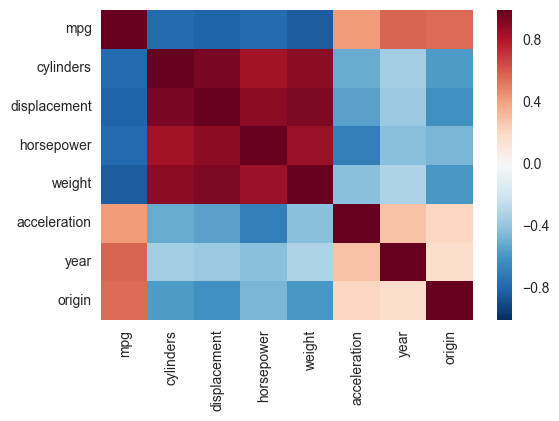 mpg
cylinders
displacement
horsepower
weight
acceleration
year
origin
mpg
cylinders
displacement
horsepower
weight
acceleration
year
origin
0.8
0.4
0.0
−0.4
−0.8